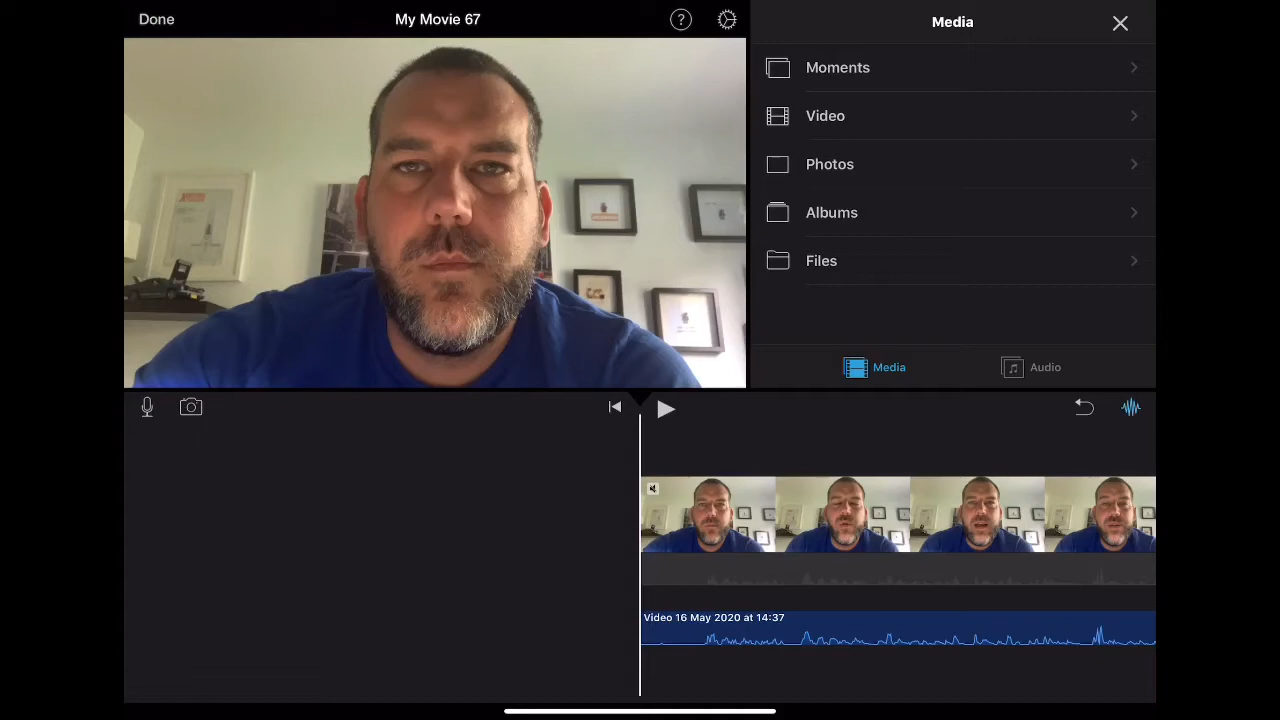 Done
My Movie 67
?
Media
Moments
Video
Photos
Albums
Files
Media
Audio
Video 16 May 2020 at 14:37